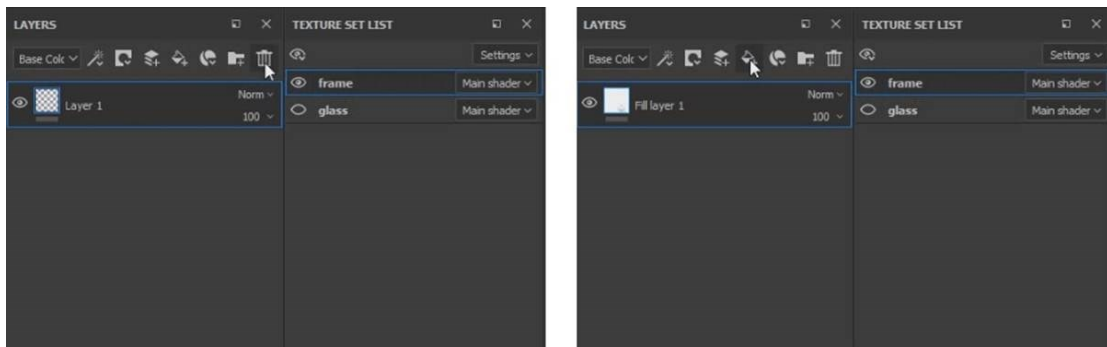 LAYERS
Base Colc
Layer 1
Norm
100
TEXTURE SET LIST
Settings
frame
Main shader
glass
Main shader
LAYERS
Base Colc
Fill layer 1
Norm
100
TEXTURE SET LIST
Settings
frame
Main shader
glass
Main shader